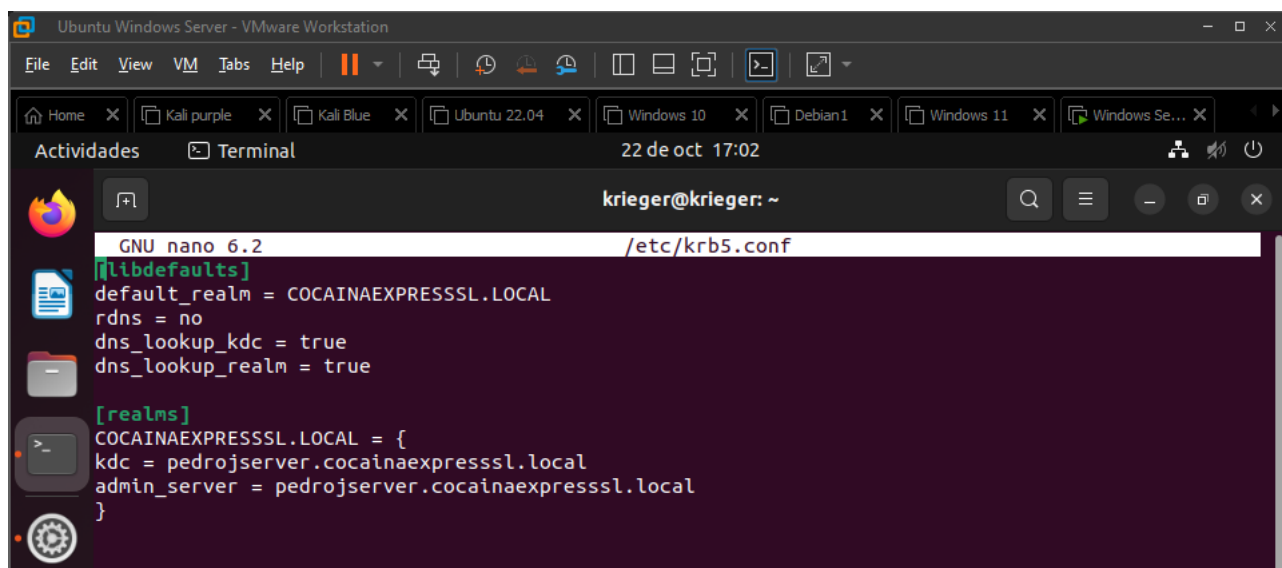 Ubuntu Windows Server - VMware Workstation
File Edit View VM Tabs Help
Home Kali purple Kali Blue Ubuntu 22.04 Windows 10 Debian1 Windows 11 Windows Se...
Actividades Terminal 22 de oct 17:02
krieger@krieger: ~
GNU nano 6.2 /etc/krb5.conf
[libdefaults]
default_realm = COCAINAEXPRESSSL.LOCAL
rdns = no
dns_lookup_kdc = true
dns_lookup_realm = true
[realms]
COCAINAEXPRESSSL.LOCAL = {
kdc = pedrojserver.cocainaexpresssl.local
admin_server = pedrojserver.cocainaexpresssl.local
}